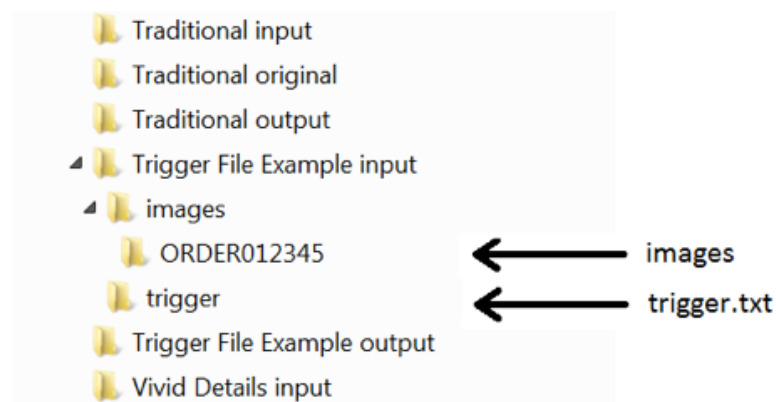 Traditional input
Traditional original
Traditional output
Trigger File Example input
images
ORDER012345 images
trigger trigger.txt
Trigger File Example output
Vivid Details input